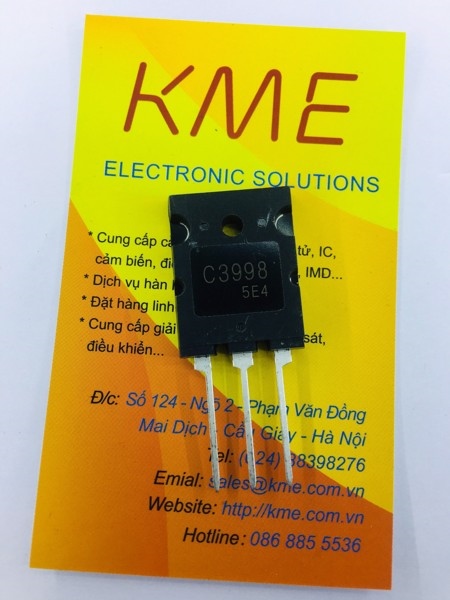 KME
ELECTRONIC SOLUTIONS
* Cung cấp tử, IC,
cảm biến, IMD...
* Dịch vụ hàn
C3998
5E4
* Đặt hàng linh
* Cung cấp giải sát,
điều khiển...
Đ/c: Số 124 - Ngõ 2 - Phạm Văn Đồng
Mai Dịch - Cầu Giấy - Hà Nội
Tel: (024) 38398276
Emial: sales@kme.com.vn
Website: http://kme.com.vn
Hotline: 086 885 5536